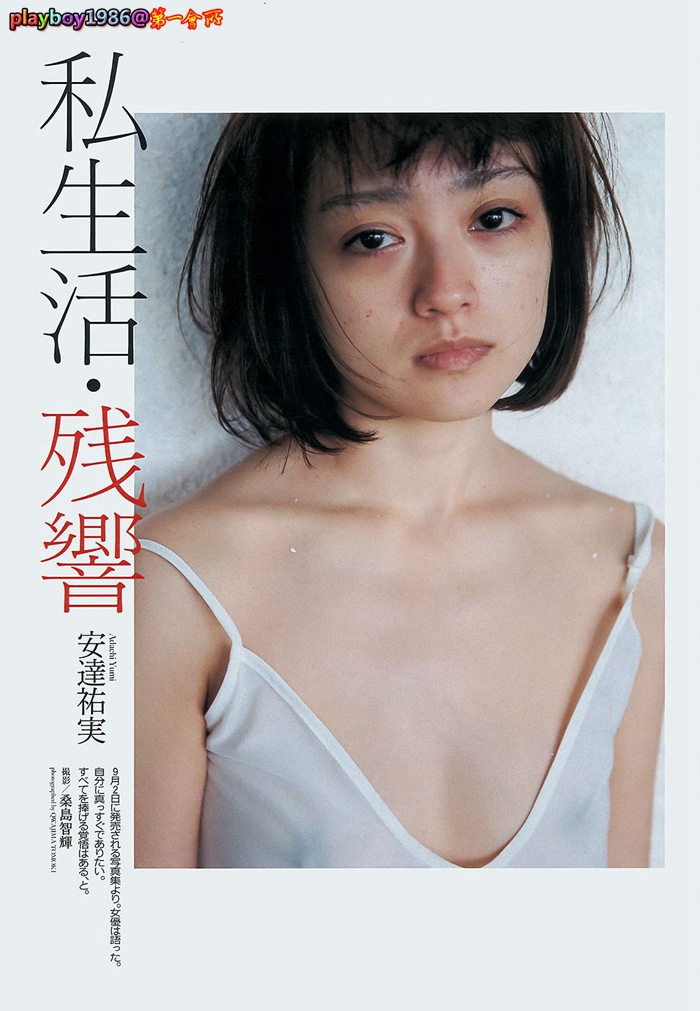 playboy1986@第一會所
私生活・残響
Adachi Yumi
安達祐実
9月2日に発売される写真集より。女優は語った。
自分に真っすぐでありたい。
すべてを捧げる覚悟はある、と。
撮影／桑島智輝
photographed by QWAJIMA TOMOKI